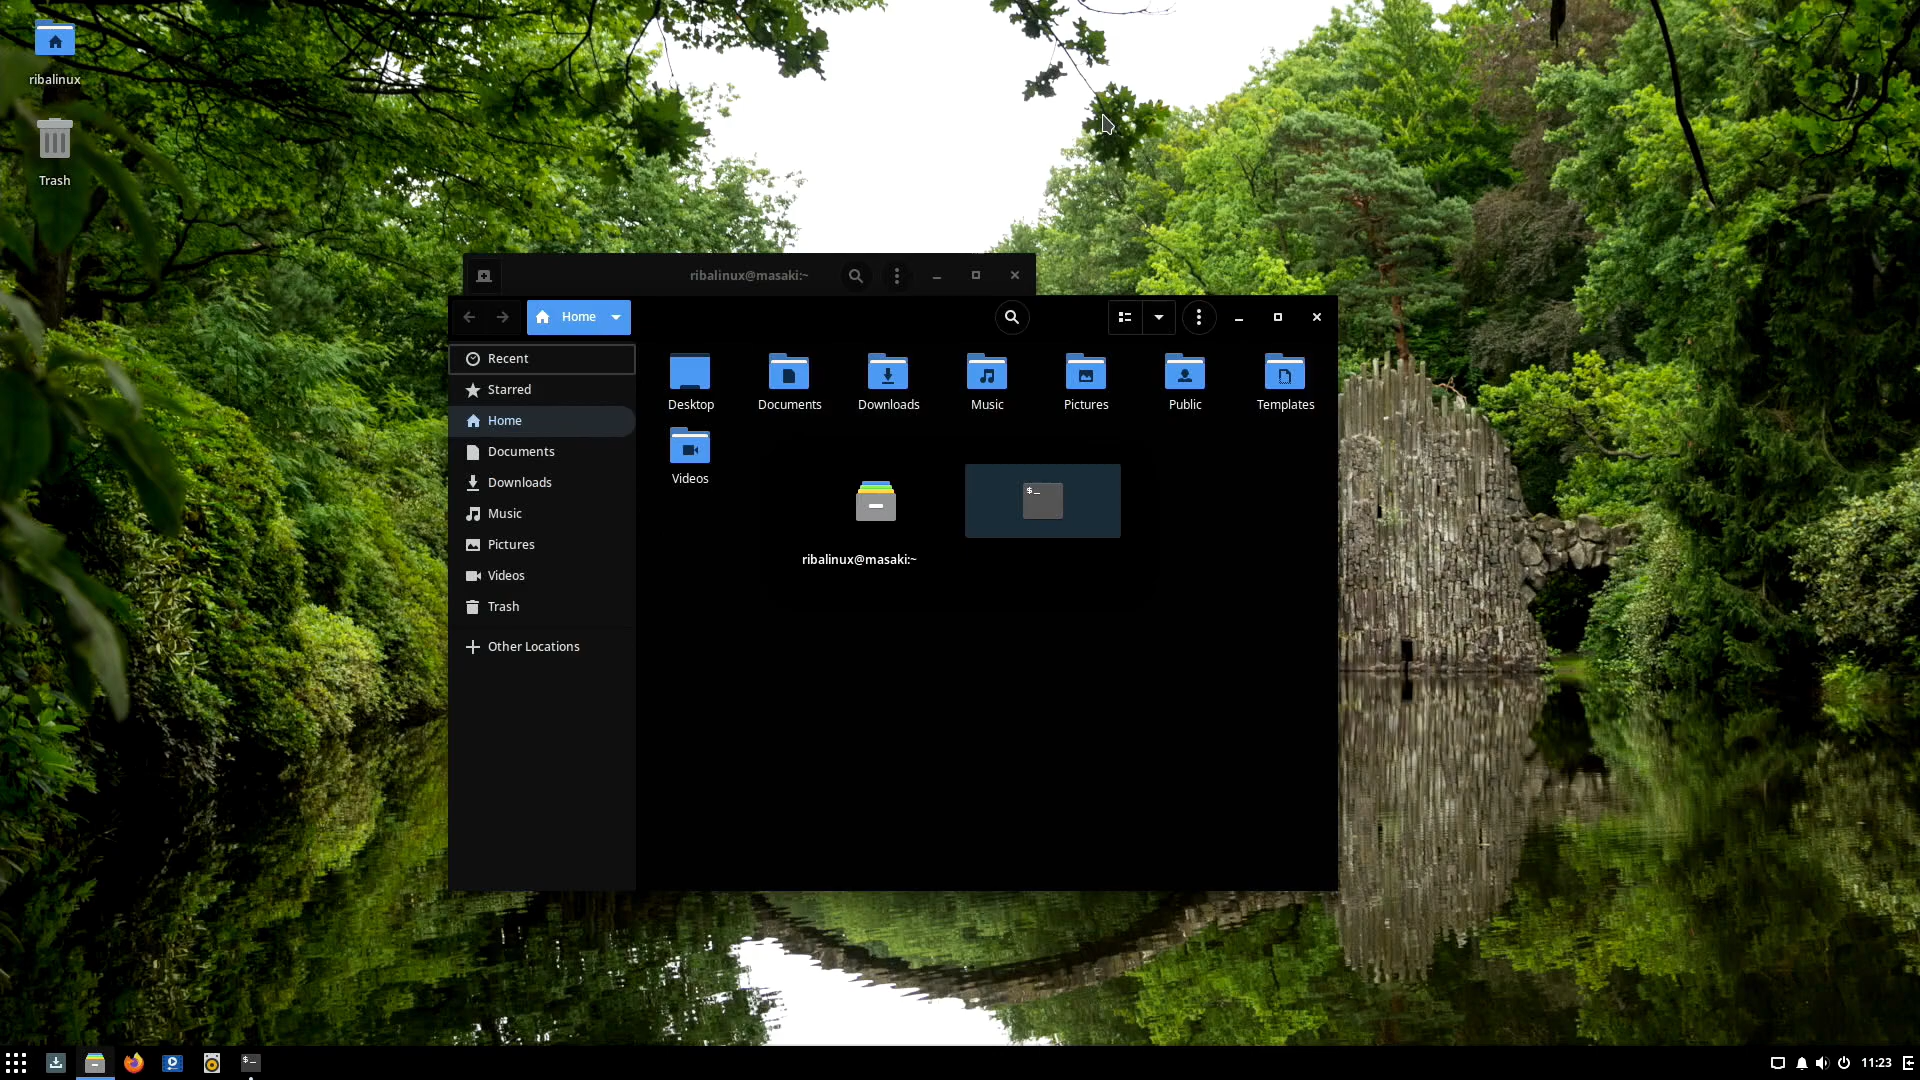 ribalinux
Trash
ribalinux@masaki:~
Home
Recent
Starred
Home
Documents
Downloads
Music
Pictures
Videos
Trash
Other Locations
Desktop
Documents
Downloads
Music
Pictures
Public
Templates
Videos
$_
ribalinux@masaki:~
$_
11:23